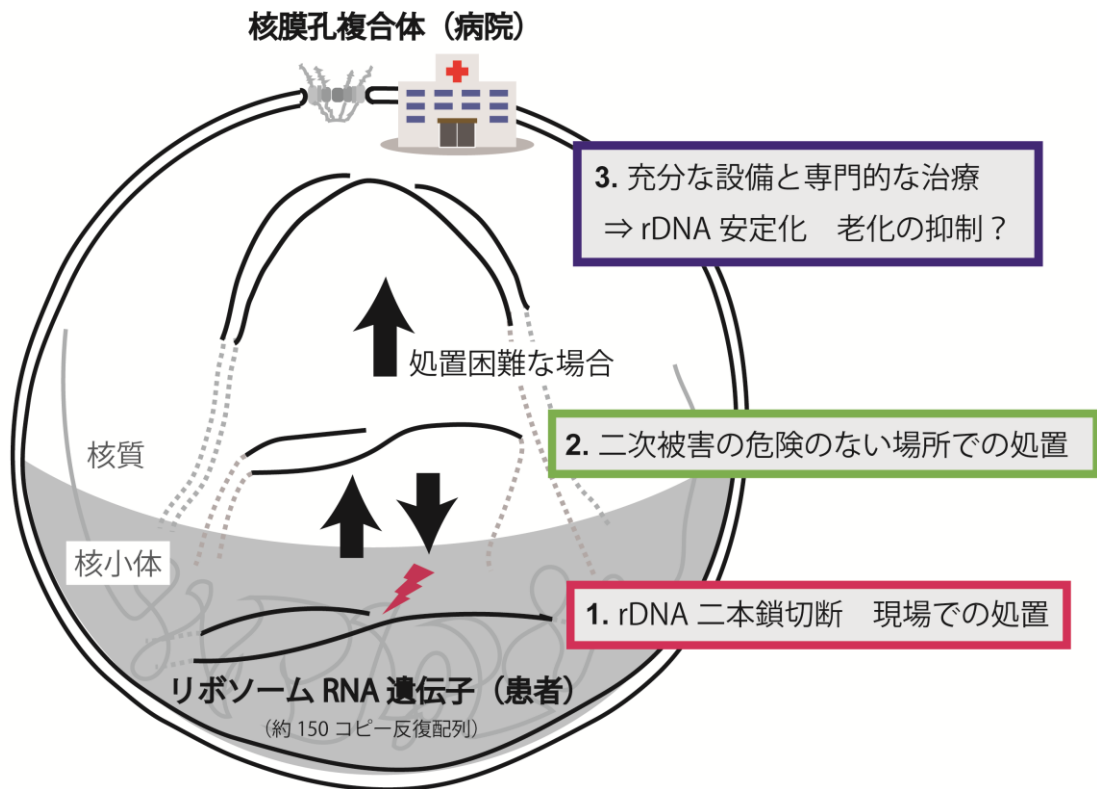 核膜孔複合体（病院）
3. 充分な設備と専門的な治療
⇒ rDNA 安定化　老化の抑制？
処置困難な場合
2. 二次被害の危険のない場所での処置
核質
核小体
1. rDNA 二本鎖切断　現場での処置
リボソーム RNA 遺伝子（患者）
（約 150 コピー反復配列）